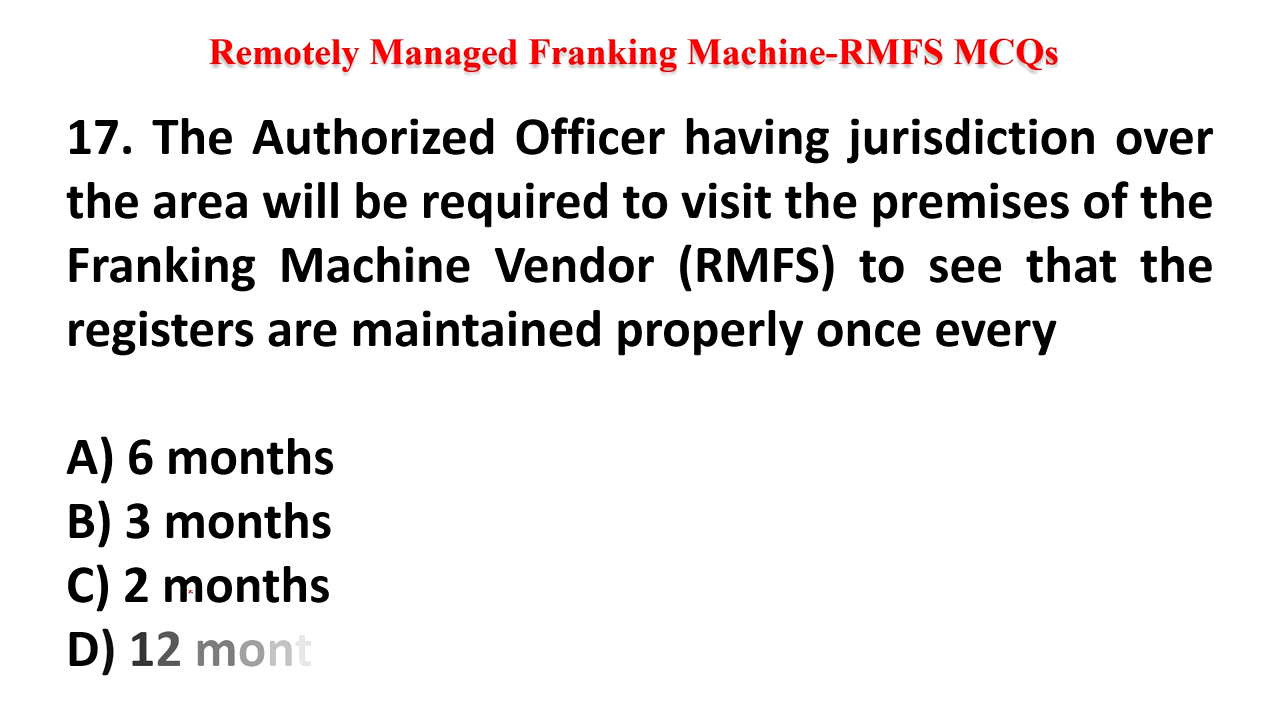 Remotely Managed Franking Machine-RMFS MCQs
17. The Authorized Officer having jurisdiction over
the area will be required to visit the premises of the
Franking Machine Vendor (RMFS) to see that the
registers are maintained properly once every
A) 6 months
B) 3 months
C) 2 months
D) 12 mont